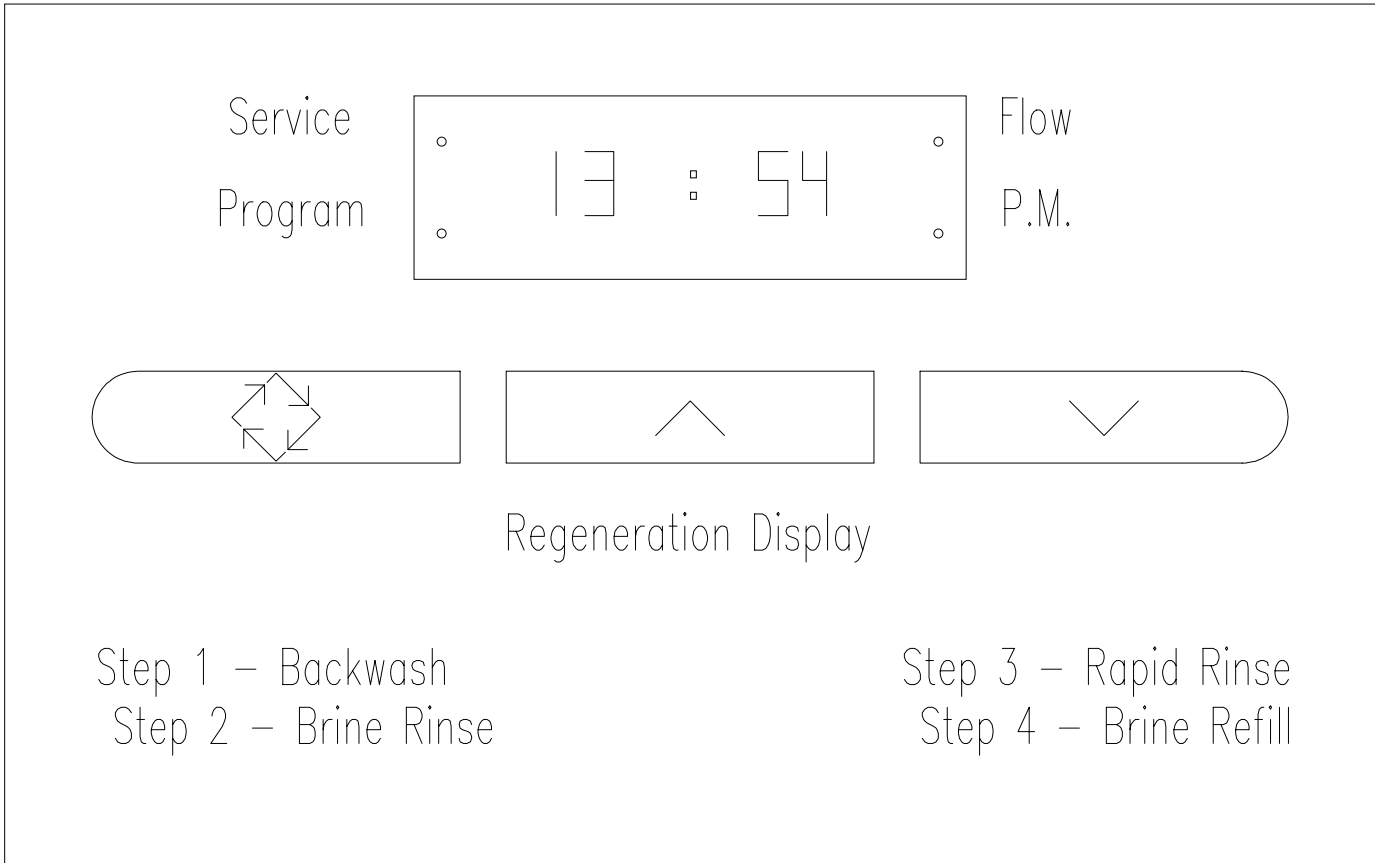 Service
Flow
13 : 54
Program
P.M.
Regeneration Display
Step 1 – Backwash
Step 2 – Brine Rinse
Step 3 – Rapid Rinse
Step 4 – Brine Refill